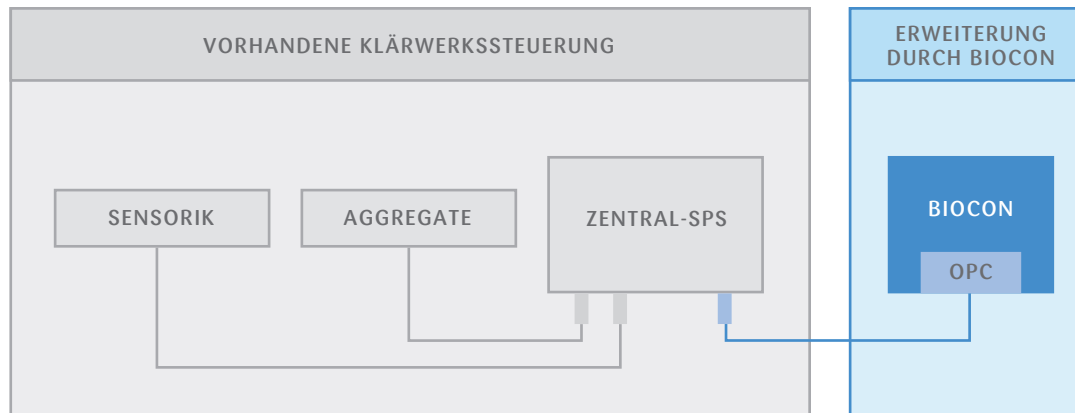 VORHANDENE KLÄRWERKSSTEUERUNG
ERWEITERUNG
DURCH BIOCON
SENSORIK
AGGREGATE
ZENTRAL-SPS
BIOCON
OPC